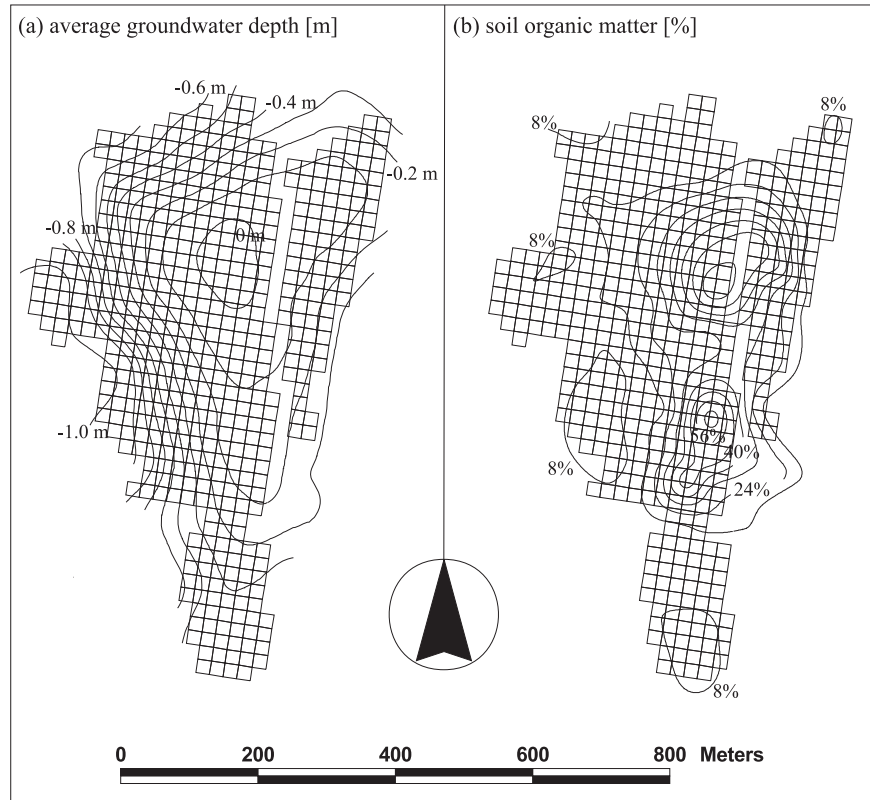 (a) average groundwater depth [m]
(b) soil organic matter [%]
-0.6 m
-0.4 m
-0.2 m
0 m
-0.8 m
-1.0 m
8%
8%
8%
56%
40%
8%
24%
8%
0 200 400 600 800 Meters